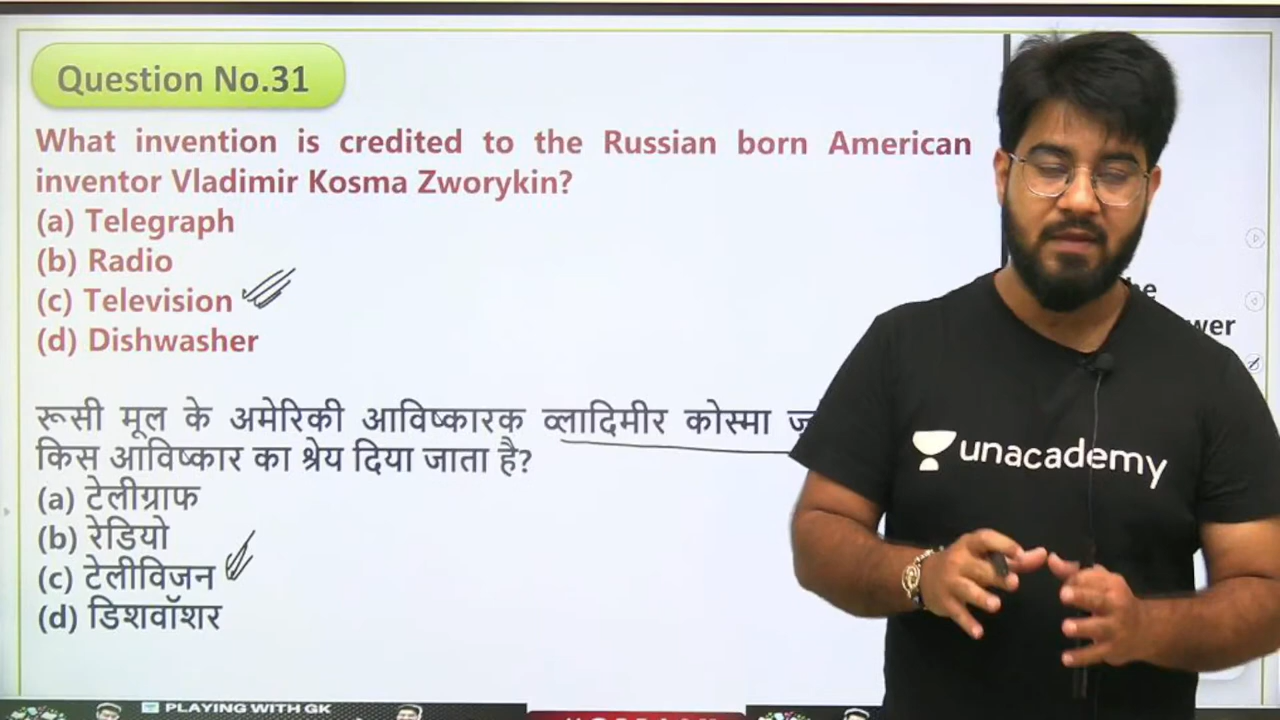 Question No.31
What invention is credited to the Russian born American
inventor Vladimir Kosma Zworykin?
(a) Telegraph
(b) Radio
(c) Television
(d) Dishwasher
रूसी मूल के अमेरिकी आविष्कारक व्लादिमीर कोस्मा
किस आविष्कार का श्रेय दिया जाता है?
(a) टेलीग्राफ
(b) रेडियो
(c) टेलीविजन
(d) डिशवॉशर
unacademy
PLAYING WITH GK